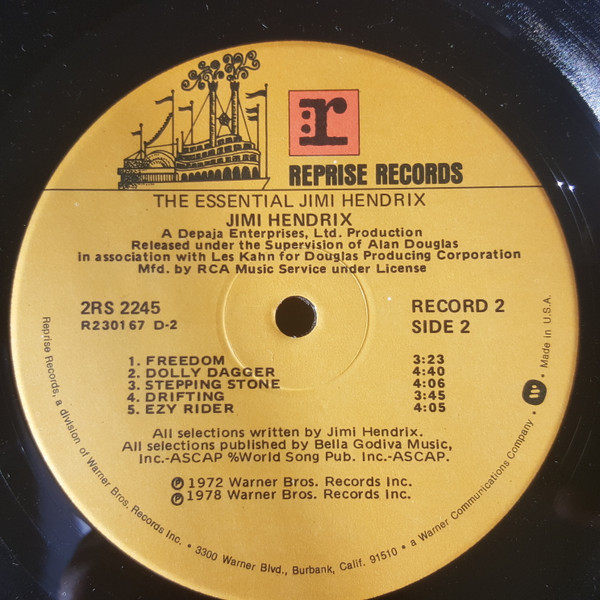 :r
REPRISE RECORDS
THE ESSENTIAL JIMI HENDRIX
JIMI HENDRIX
A Depaja Enterprises, Ltd. Production
Released under the Supervision of Alan Douglas
in association with Les Kahn for Douglas Producing Corporation
Mfd. by RCA Music Service under License
2RS 2245
R230167 D-2
RECORD 2
SIDE 2
1. FREEDOM 3:23
2. DOLLY DAGGER 4:40
3. STEPPING STONE 4:06
4. DRIFTING 3:45
5. EZY RIDER 4:05
All selections written by Jimi Hendrix.
All selections published by Bella Godiva Music,
Inc.-ASCAP %World Song Pub. Inc.-ASCAP.
℗ 1972 Warner Bros. Records Inc.
℗ 1978 Warner Bros. Records Inc.
Reprise Records, a division of Warner Bros. Records Inc. • 3300 Warner Blvd., Burbank, Calif. 91510 • a Warner Communications Company • W • Made in U.S.A.